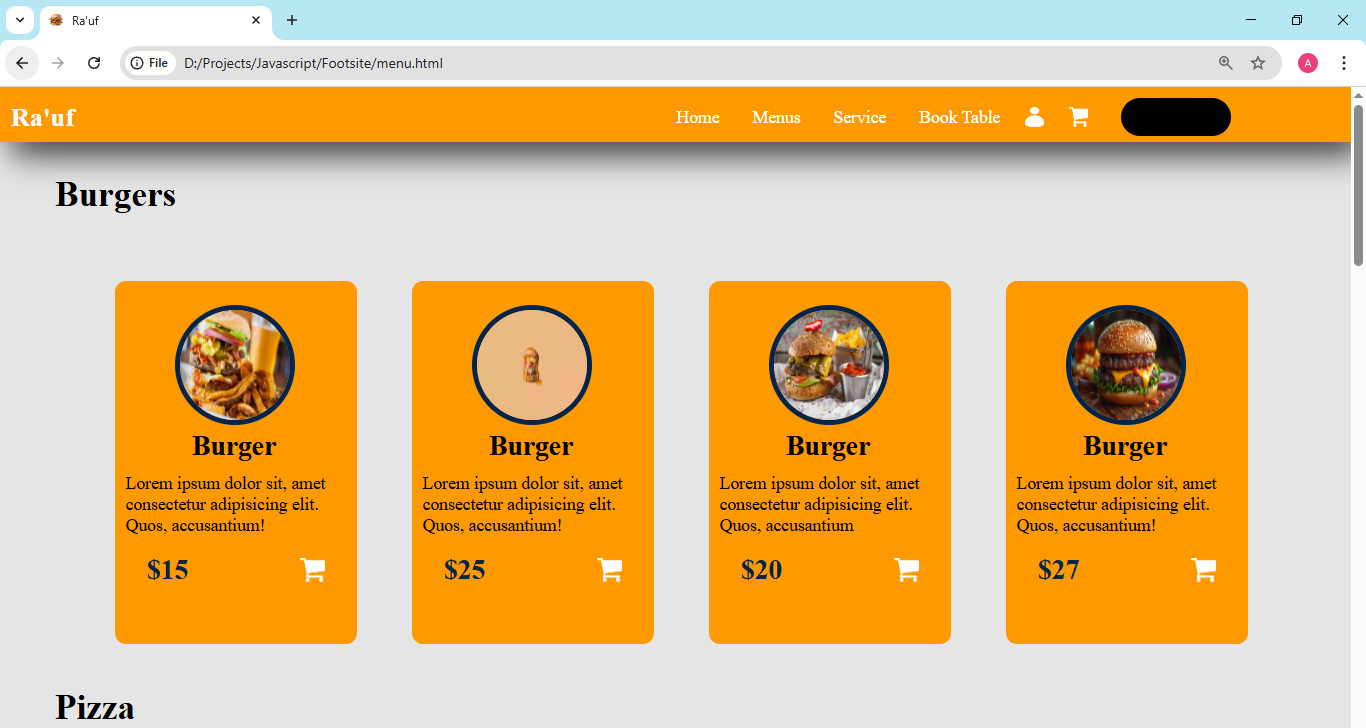 Ra'uf
File
D:/Projects/Javascript/Footsite/menu.html
A
Ra'uf
Home
Menus
Service
Book Table
Burgers
Burger
Lorem ipsum dolor sit, amet
consectetur adipisicing elit.
Quos, accusantium!
$15
Burger
Lorem ipsum dolor sit, amet
consectetur adipisicing elit.
Quos, accusantium!
$25
Burger
Lorem ipsum dolor sit, amet
consectetur adipisicing elit.
Quos, accusantium
$20
Burger
Lorem ipsum dolor sit, amet
consectetur adipisicing elit.
Quos, accusantium!
$27
Pizza